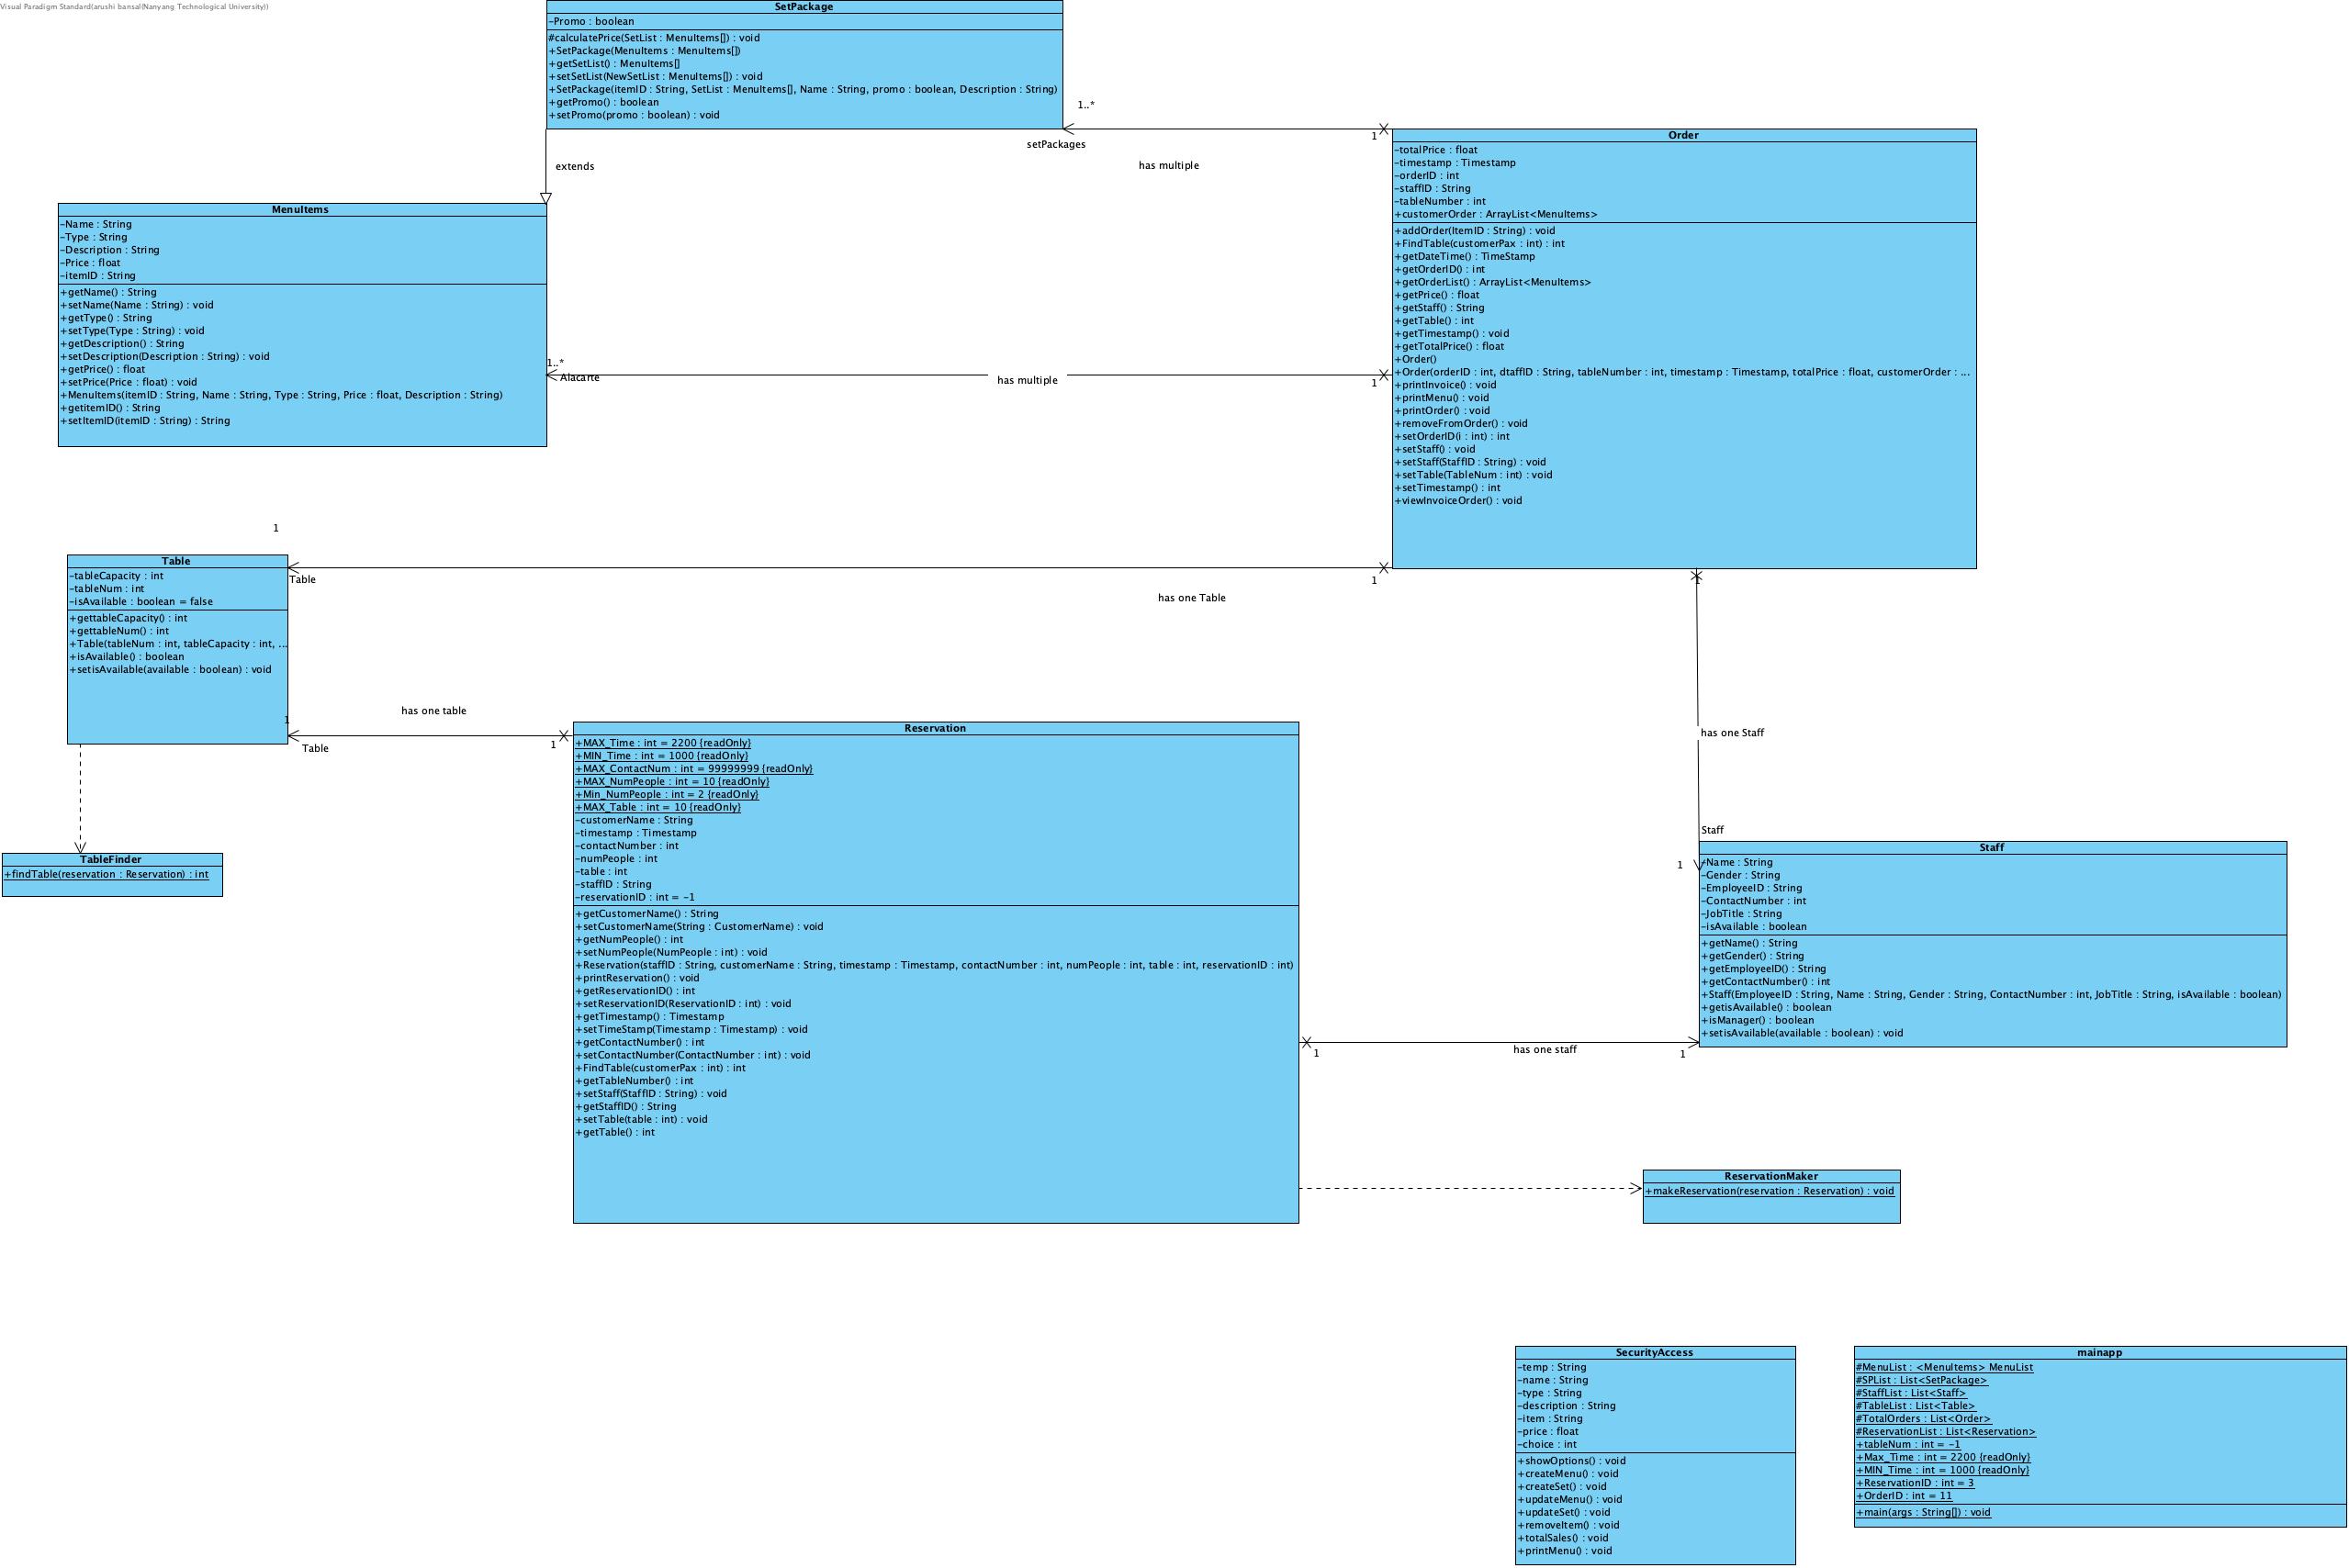 Visual Paradigm Standard(arushi bansal(Nanyang Technological University))
SetPackage
-Promo : boolean
#calculatePrice(SetList : MenuItems[]) : void
+SetPackage(MenuItems : MenuItems[])
+getSetList() : MenuItems[]
+setSetList(NewSetList : MenuItems[]) : void
+SetPackage(itemID : String, SetList : MenuItems[], Name : String, promo : boolean, Description : String)
+getPromo() : boolean
+setPromo(promo : boolean) : void
1..*
setPackages
has multiple
1
extends
MenuItems
-Name : String
-Type : String
-Description : String
-Price : float
-itemID : String
+getName() : String
+setName(Name : String) : void
+getType() : String
+setType(Type : String) : void
+getDescription() : String
+setDescription(Description : String) : void
+getPrice() : float
+setPrice(Price : float) : void
+MenuItems(itemID : String, Name : String, Type : String, Price : float, Description : String)
+getitemID() : String
+setItemID(itemID : String) : String
1..*
Alacarte
has multiple
1
Order
-totalPrice : float
-timestamp : Timestamp
-orderID : int
-staffID : String
-tableNumber : int
+customerOrder : ArrayList<MenuItems>
+addOrder(ItemID : String) : void
+FindTable(customerPax : int) : int
+getDateTime() : TimeStamp
+getOrderID() : int
+getOrderList() : ArrayList<MenuItems>
+getPrice() : float
+getStaff() : String
+getTable() : int
+getTimestamp() : void
+getTotalPrice() : float
+Order()
+Order(orderID : int, dtaffID : String, tableNumber : int, timestamp : Timestamp, totalPrice : float, customerOrder : ...
+printInvoice() : void
+printMenu() : void
+printOrder() : void
+removeFromOrder() : void
+setOrderID(i : int) : int
+setStaff() : void
+setStaff(StaffID : String) : void
+setTable(TableNum : int) : void
+setTimestamp() : int
+viewInvoiceOrder() : void
1
Table
-tableCapacity : int
-tableNum : int
-isAvailable : boolean = false
+gettableCapacity() : int
+gettableNum() : int
+Table(tableNum : int, tableCapacity : int, ...
+isAvailable() : boolean
+setisAvailable(available : boolean) : void
Table
has one Table
1
1
has one Staff
Staff
1
1
has one table
Table
1
TableFinder
+findTable(reservation : Reservation) : int
Reservation
+MAX_Time : int = 2200 {readOnly}
+MIN_Time : int = 1000 {readOnly}
+MAX_ContactNum : int = 99999999 {readOnly}
+MAX_NumPeople : int = 10 {readOnly}
+Min_NumPeople : int = 2 {readOnly}
+MAX_Table : int = 10 {readOnly}
-customerName : String
-timestamp : Timestamp
-contactNumber : int
-numPeople : int
-table : int
-staffID : String
-reservationID : int = -1
+getCustomerName() : String
+setCustomerName(String : CustomerName) : void
+getNumPeople() : int
+setNumPeople(NumPeople : int) : void
+Reservation(staffID : String, customerName : String, timestamp : Timestamp, contactNumber : int, numPeople : int, table : int, reservationID : int)
+printReservation() : void
+getReservationID() : int
+setReservationID(ReservationID : int) : void
+getTimestamp() : Timestamp
+setTimeStamp(Timestamp : Timestamp) : void
+getContactNumber() : int
+setContactNumber(ContactNumber : int) : void
+FindTable(customerPax : int) : int
+getTableNumber() : int
+setStaff(StaffID : String) : void
+getStaffID() : String
+setTable(table : int) : void
+getTable() : int
Staff
-Name : String
-Gender : String
-EmployeeID : String
-ContactNumber : int
-JobTitle : String
-isAvailable : boolean
+getName() : String
+getGender() : String
+getEmployeeID() : String
+getContactNumber() : int
+Staff(EmployeeID : String, Name : String, Gender : String, ContactNumber : int, JobTitle : String, isAvailable : boolean)
+getisAvailable() : boolean
+isManager() : boolean
+setisAvailable(available : boolean) : void
1
has one staff
1
ReservationMaker
+makeReservation(reservation : Reservation) : void
SecurityAccess
-temp : String
-name : String
-type : String
-description : String
-item : String
-price : float
-choice : int
+showOptions() : void
+createMenu() : void
+createSet() : void
+updateMenu() : void
+updateSet() : void
+removeItem() : void
+totalSales() : void
+printMenu() : void
mainapp
#MenuList : <MenuItems> MenuList
#SPList : List<SetPackage>
#StaffList : List<Staff>
#TableList : List<Table>
#TotalOrders : List<Order>
#ReservationList : List<Reservation>
+tableNum : int = -1
+Max_Time : int = 2200 {readOnly}
+MIN_Time : int = 1000 {readOnly}
+ReservationID : int = 3
+OrderID : int = 11
+main(args : String[]) : void